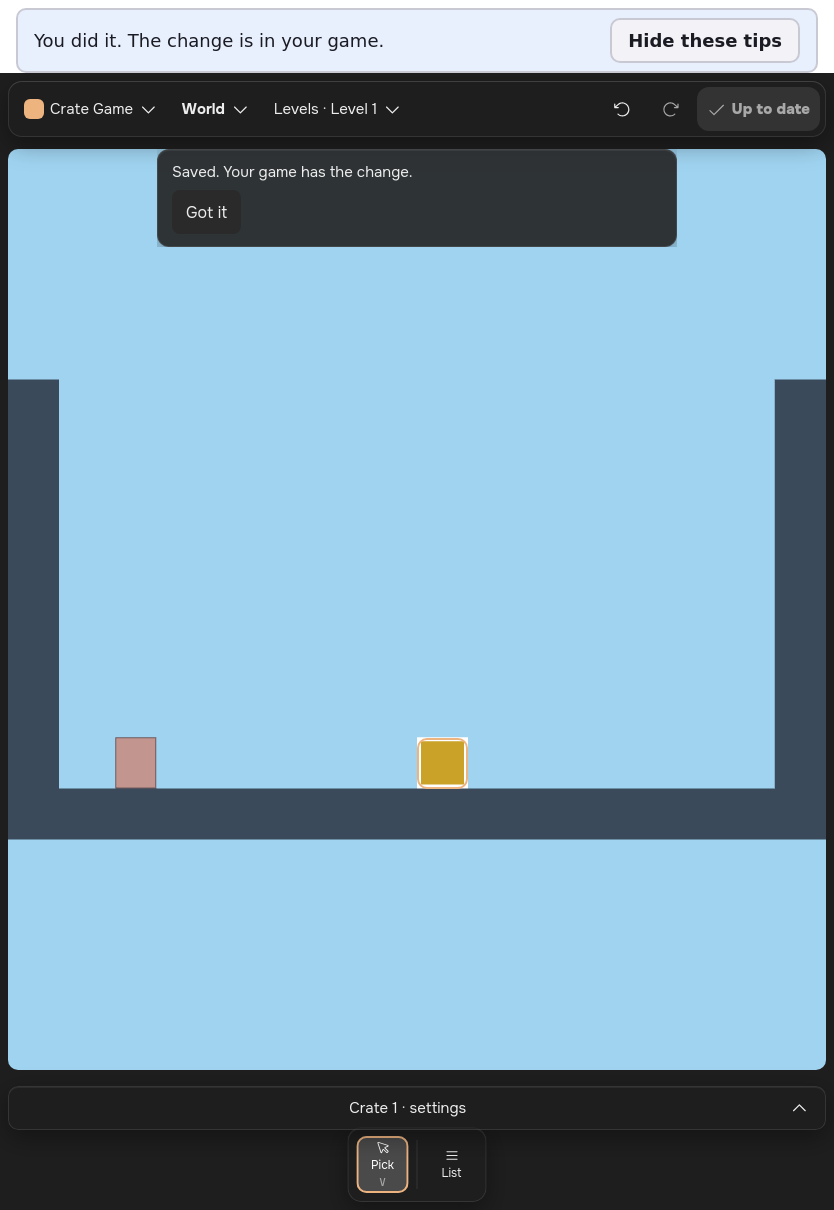 You did it. The change is in your game.
Hide these tips
Crate Game
World
Levels · Level 1
Up to date
Saved. Your game has the change.
Got it
Crate 1 · settings
Pick
V
List